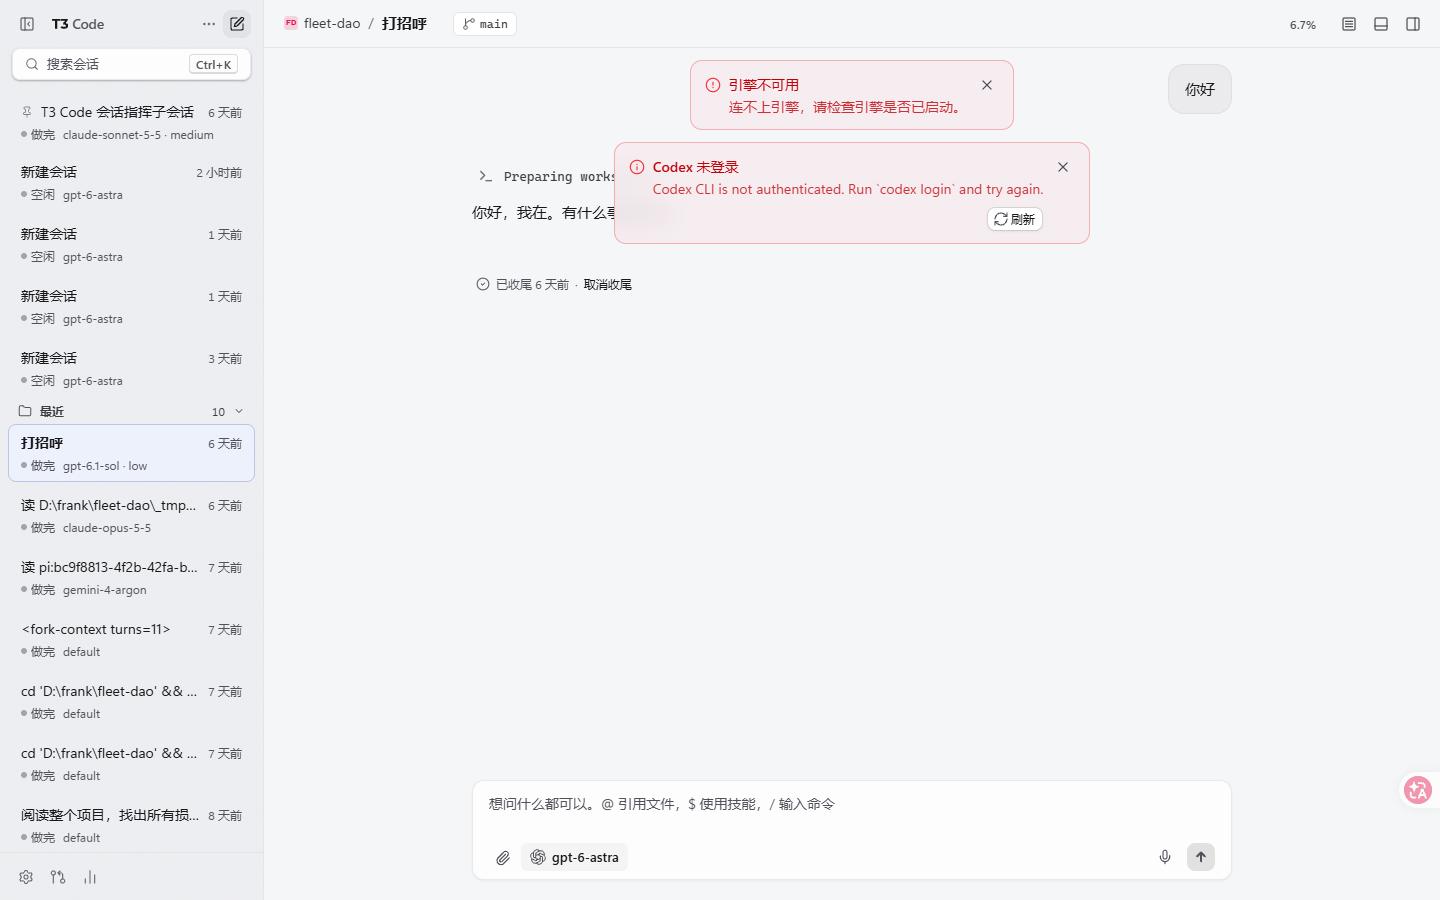 T3 Code
搜索会话
Ctrl+K
T3 Code 会话指挥子会话
6 天前
做完 claude-sonnet-5-5 · medium
新建会话
2 小时前
空闲 gpt-6-astra
新建会话
1 天前
空闲 gpt-6-astra
新建会话
1 天前
空闲 gpt-6-astra
新建会话
3 天前
空闲 gpt-6-astra
最近
10
打招呼
6 天前
做完 gpt-6.1-sol · low
读 D:\frank\fleet-dao\_tmp...
6 天前
做完 claude-opus-5-5
读 pi:bc9f8813-4f2b-42fa-b...
7 天前
做完 gemini-4-argon
<fork-context turns=11>
7 天前
做完 default
cd 'D:\frank\fleet-dao' && ...
7 天前
做完 default
cd 'D:\frank\fleet-dao' && ...
7 天前
做完 default
阅读整个项目，找出所有损...
8 天前
做完 default
FD fleet-dao / 打招呼
main
6.7%
引擎不可用
连不上引擎，请检查引擎是否已启动。
你好
Codex 未登录
Codex CLI is not authenticated. Run `codex login` and try again.
刷新
Preparing works
你好，我在。有什么
已收尾 6 天前 · 取消收尾
想问什么都可以。@ 引用文件，$ 使用技能，/ 输入命令
gpt-6-astra